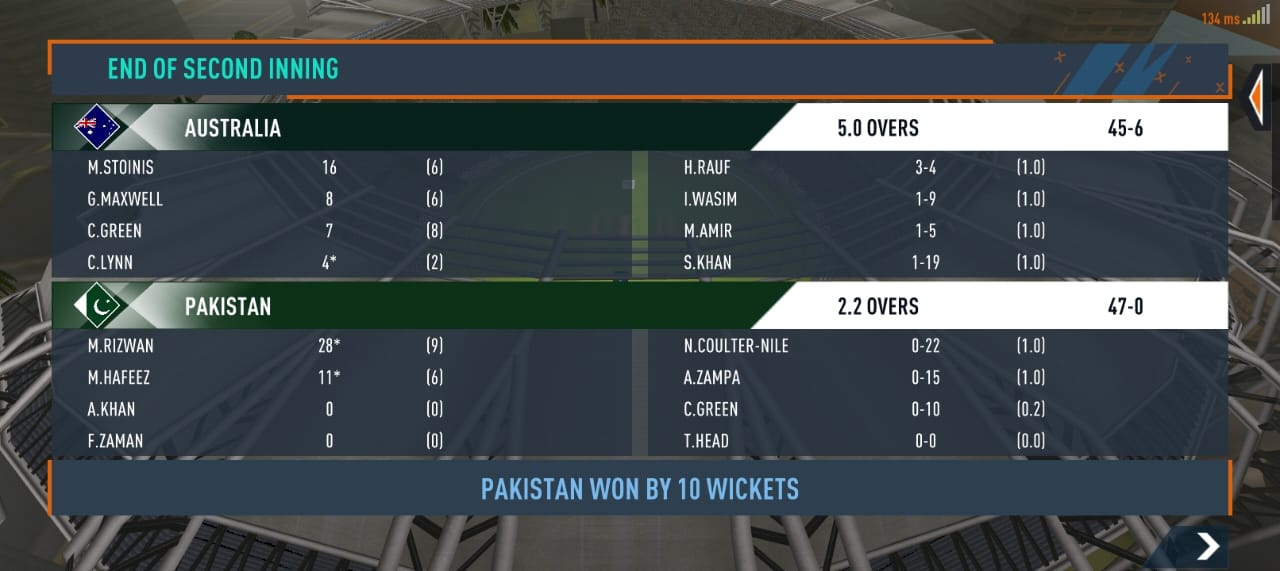 134 ms
END OF SECOND INNING
AUSTRALIA 5.0 OVERS 45-6
M.STOINIS 16 (6) H.RAUF 3-4 (1.0)
G.MAXWELL 8 (6) I.WASIM 1-9 (1.0)
C.GREEN 7 (8) M.AMIR 1-5 (1.0)
C.LYNN 4* (2) S.KHAN 1-19 (1.0)
PAKISTAN 2.2 OVERS 47-0
M.RIZWAN 28* (9) N.COULTER-NILE 0-22 (1.0)
M.HAFEEZ 11* (6) A.ZAMPA 0-15 (1.0)
A.KHAN 0 (0) C.GREEN 0-10 (0.2)
F.ZAMAN 0 (0) T.HEAD 0-0 (0.0)
PAKISTAN WON BY 10 WICKETS